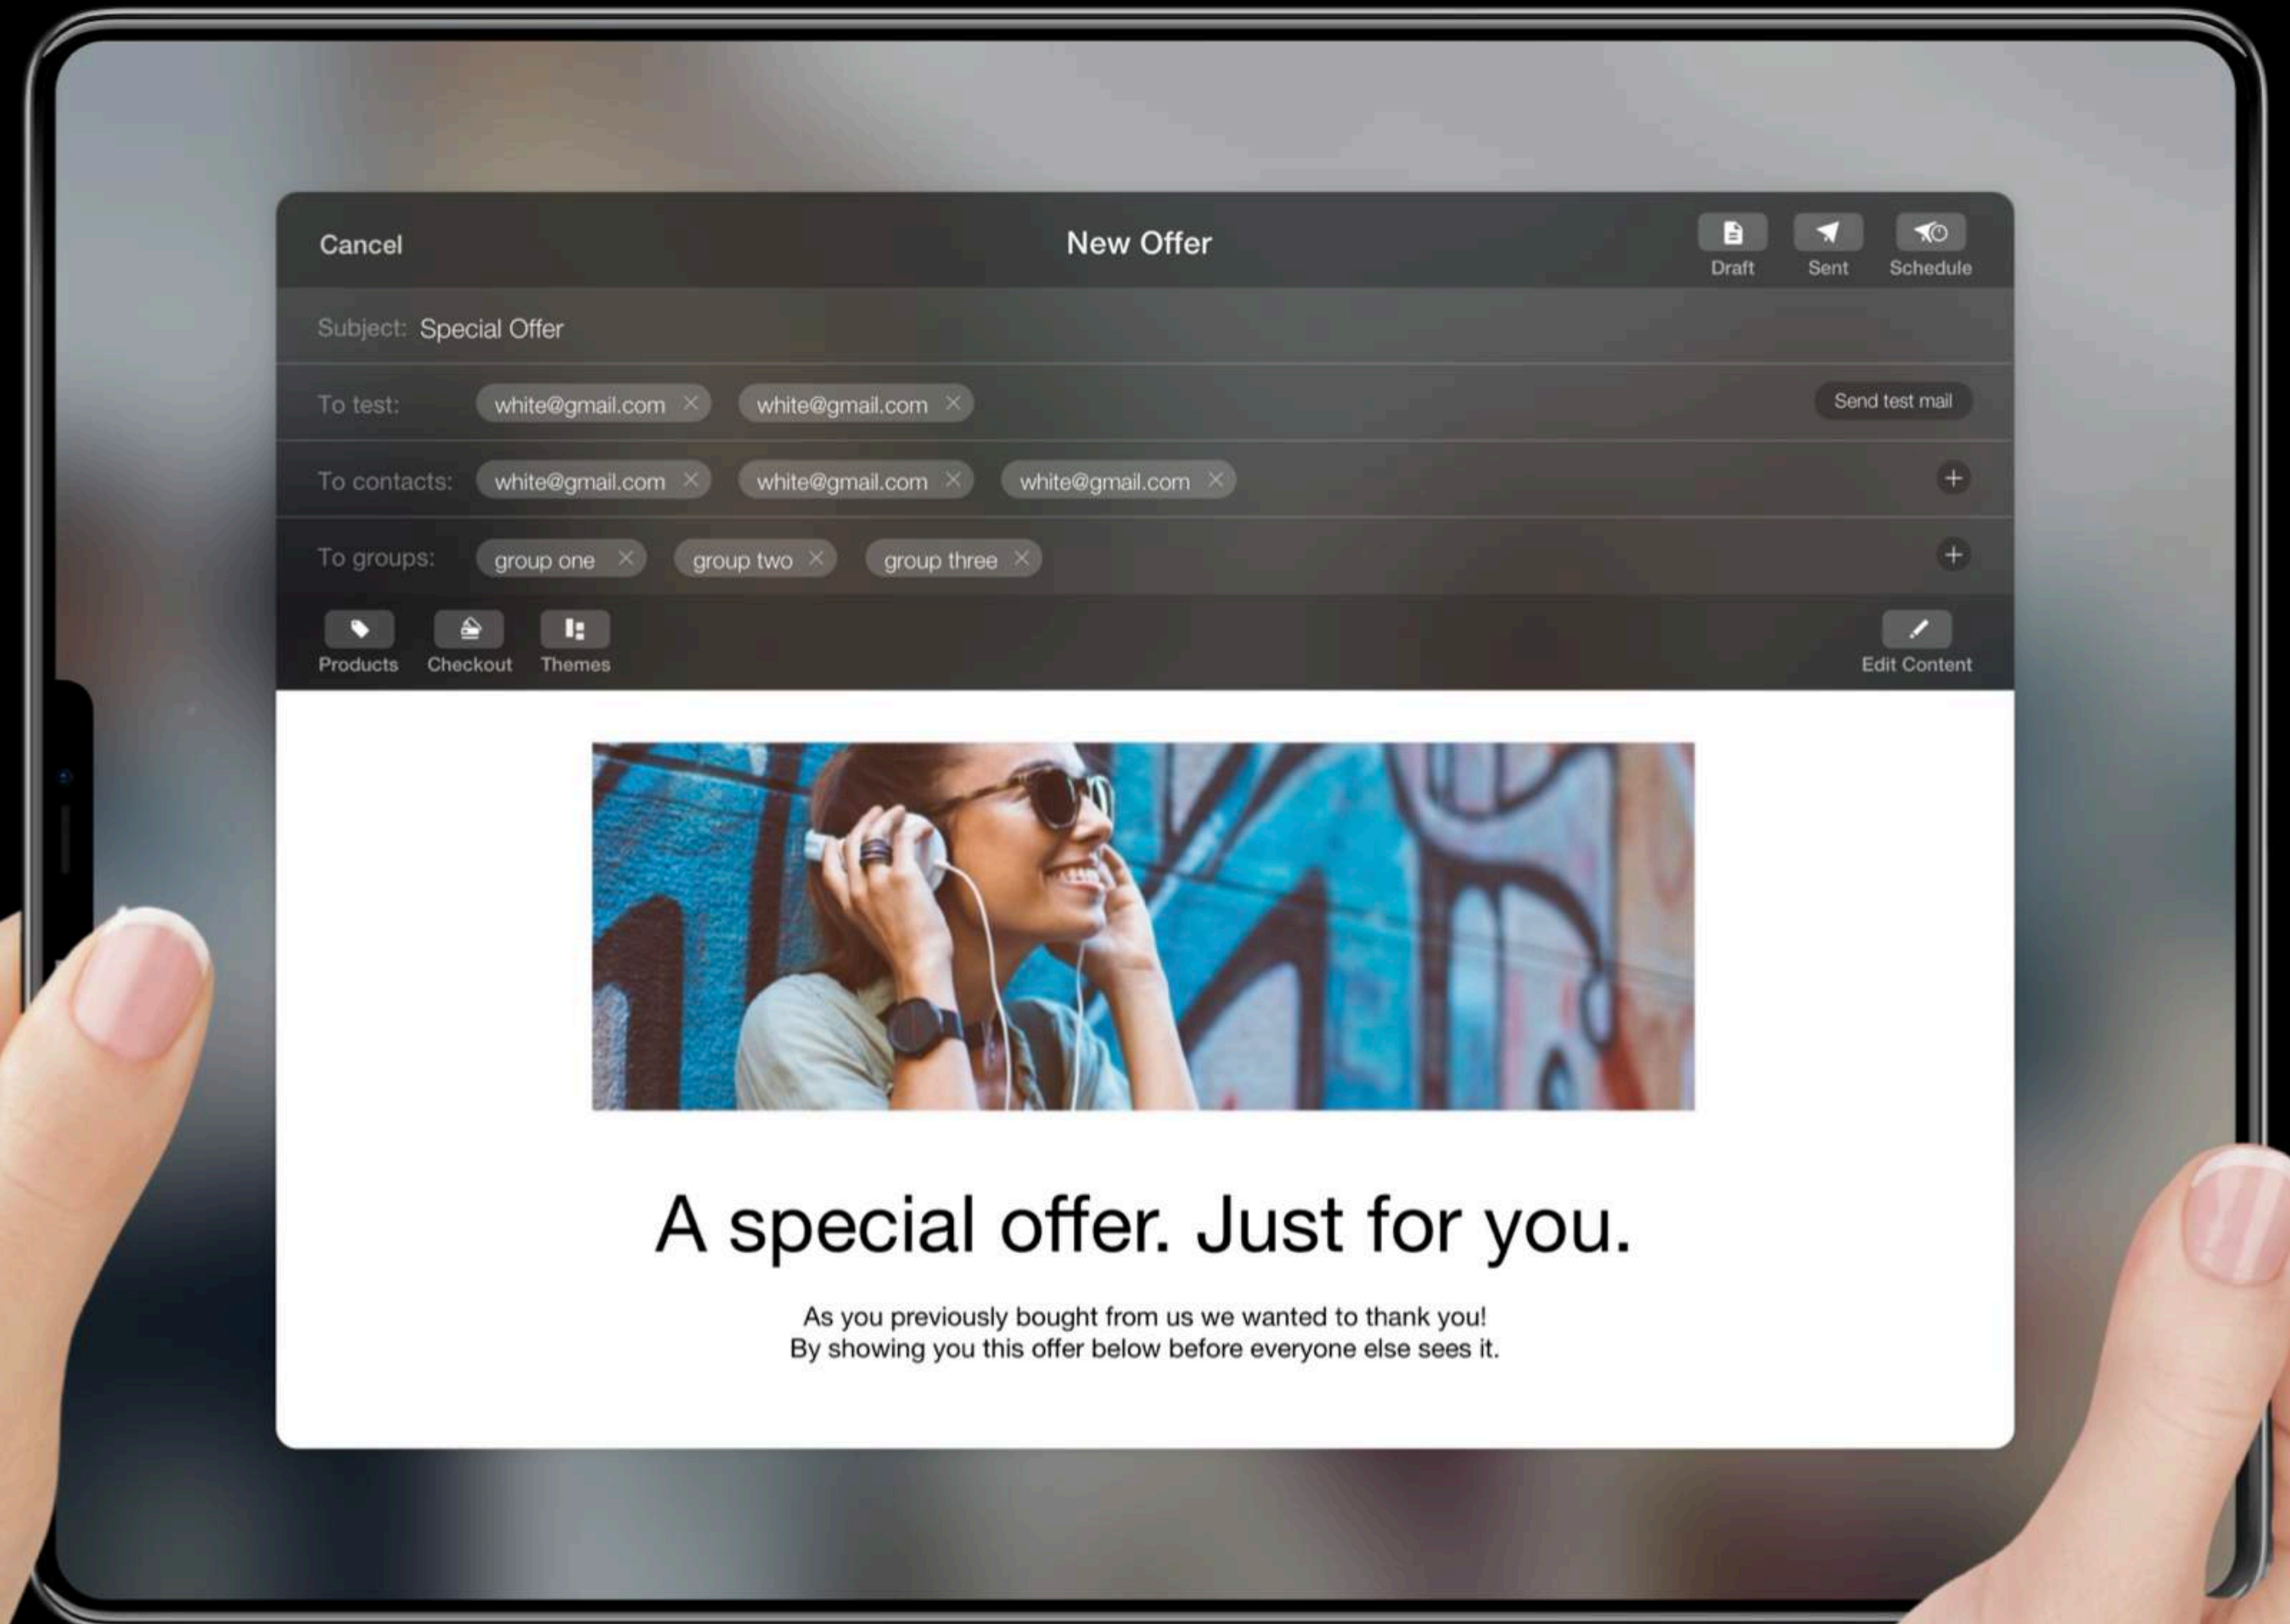 Cancel New Offer
Draft Sent Schedule
Subject: Special Offer
To test: white@gmail.com white@gmail.com Send test mail
To contacts: white@gmail.com white@gmail.com white@gmail.com
To groups: group one group two group three
Products Checkout Themes Edit Content
A special offer. Just for you.
As you previously bought from us we wanted to thank you!
By showing you this offer below before everyone else sees it.